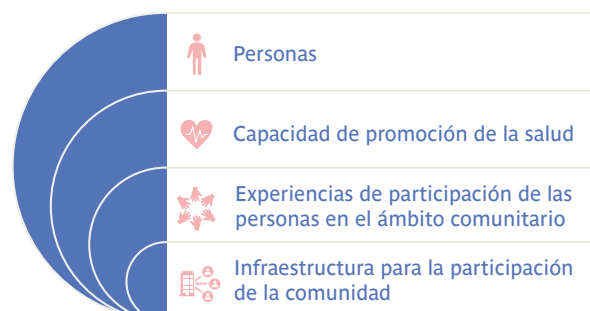 Personas
Capacidad de promoción de la salud
Experiencias de participación de las
personas en el ámbito comunitario
Infraestructura para la participación
de la comunidad